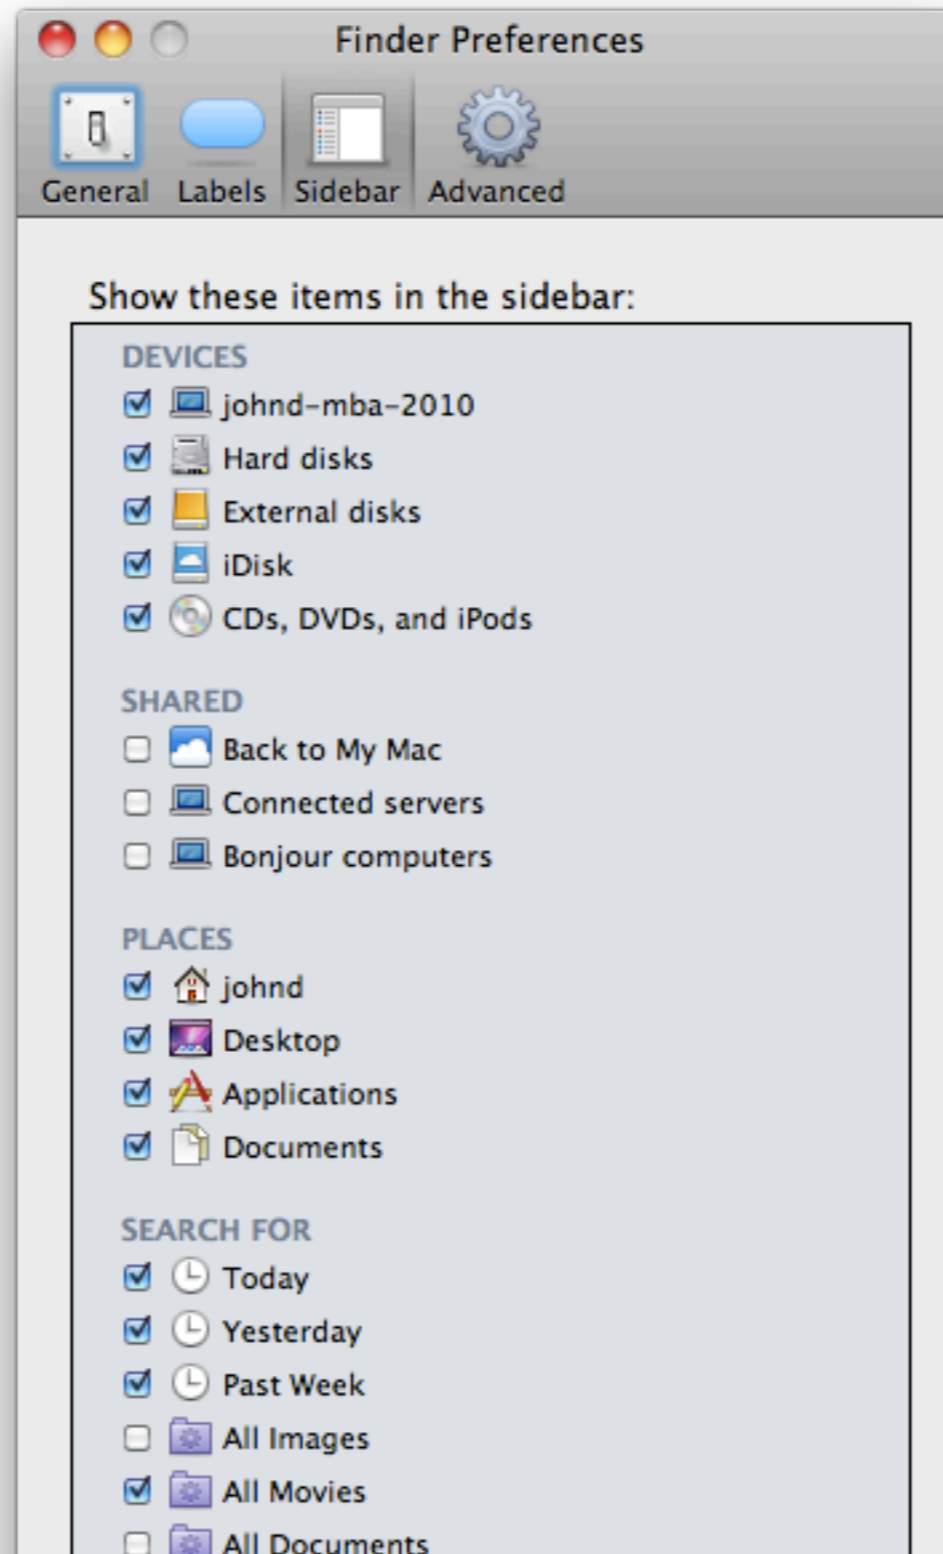 Finder Preferences
General Labels Sidebar Advanced
Show these items in the sidebar:
DEVICES
johnd-mba-2010
Hard disks
External disks
iDisk
CDs, DVDs, and iPods
SHARED
Back to My Mac
Connected servers
Bonjour computers
PLACES
johnd
Desktop
Applications
Documents
SEARCH FOR
Today
Yesterday
Past Week
All Images
All Movies
All Documents